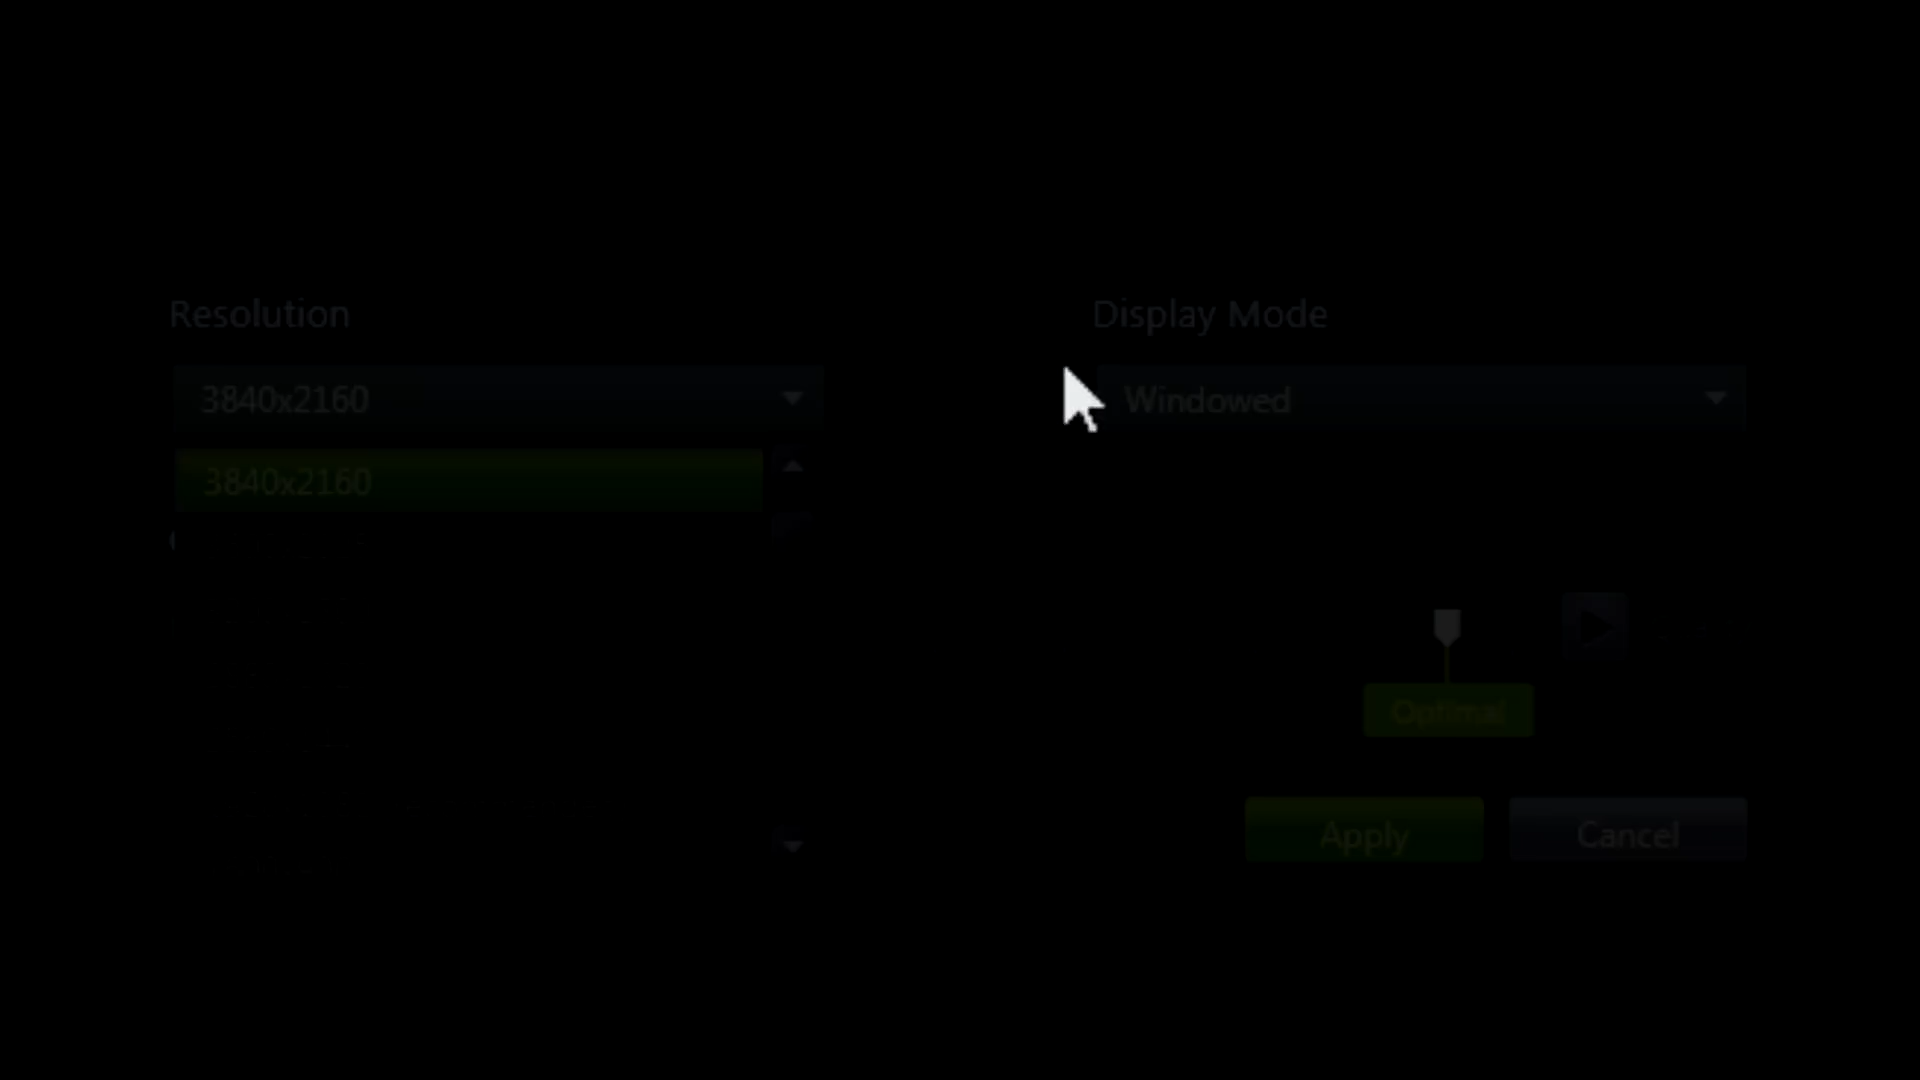 Resolution
Display Mode
3840x2160
Windowed
3840x2160
Optimal
Apply
Cancel